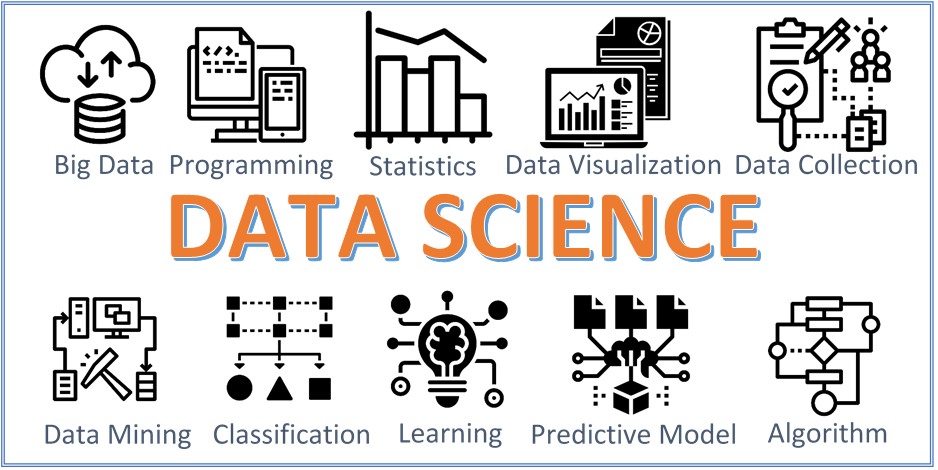 Big Data
Programming
Statistics
Data Visualization
Data Collection
DATA SCIENCE
Data Mining
Classification
Learning
Predictive Model
Algorithm